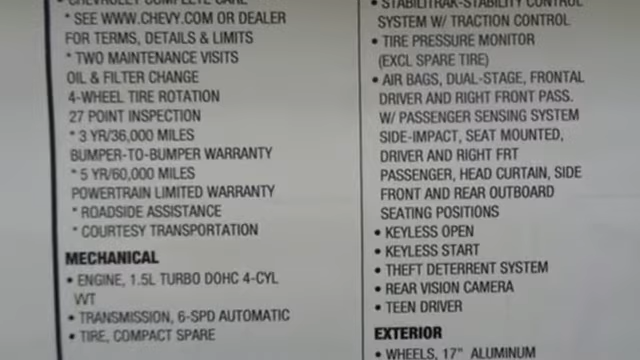 • CHEVROLET COMPLETE CARE
* SEE WWW.CHEVY.COM OR DEALER
FOR TERMS, DETAILS & LIMITS
* TWO MAINTENANCE VISITS
OIL & FILTER CHANGE
4-WHEEL TIRE ROTATION
27 POINT INSPECTION
* 3 YR/36,000 MILES
BUMPER-TO-BUMPER WARRANTY
* 5 YR/60,000 MILES
POWERTRAIN LIMITED WARRANTY
* ROADSIDE ASSISTANCE
* COURTESY TRANSPORTATION
MECHANICAL
• ENGINE, 1.5L TURBO DOHC 4-CYL
VVT
• TRANSMISSION, 6-SPD AUTOMATIC
• TIRE, COMPACT SPARE
• STABILITRAK-STABILITY CONTROL
SYSTEM W/ TRACTION CONTROL
• TIRE PRESSURE MONITOR
(EXCL SPARE TIRE)
• AIR BAGS, DUAL-STAGE, FRONTAL
DRIVER AND RIGHT FRONT PASS.
W/ PASSENGER SENSING SYSTEM
SIDE-IMPACT, SEAT MOUNTED,
DRIVER AND RIGHT FRT
PASSENGER, HEAD CURTAIN, SIDE
FRONT AND REAR OUTBOARD
SEATING POSITIONS
• KEYLESS OPEN
• KEYLESS START
• THEFT DETERRENT SYSTEM
• REAR VISION CAMERA
• TEEN DRIVER
EXTERIOR
• WHEELS, 17" ALUMINUM